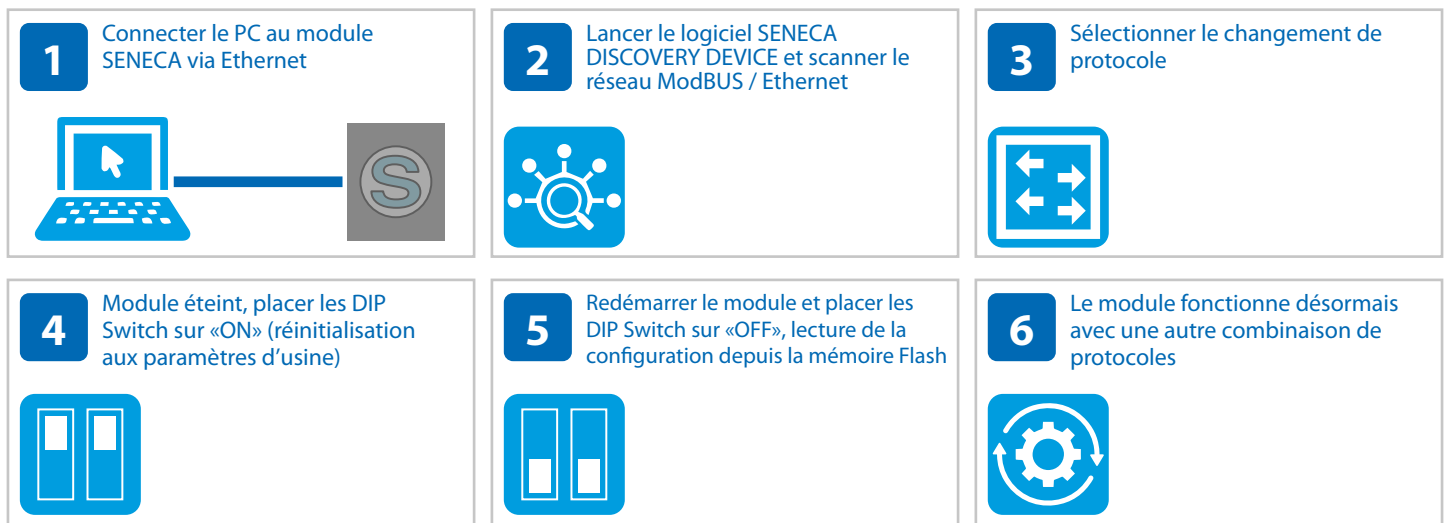 1
Connecter le PC au module
SENECA via Ethernet
S
2
Lancer le logiciel SENECA
DISCOVERY DEVICE et scanner le
réseau ModBUS / Ethernet
3
Sélectionner le changement de
protocole
4
Module éteint, placer les DIP
Switch sur «ON» (réinitialisation
aux paramètres d’usine)
5
Redémarrer le module et placer les
DIP Switch sur «OFF», lecture de la
configuration depuis la mémoire Flash
6
Le module fonctionne désormais
avec une autre combinaison de
protocoles